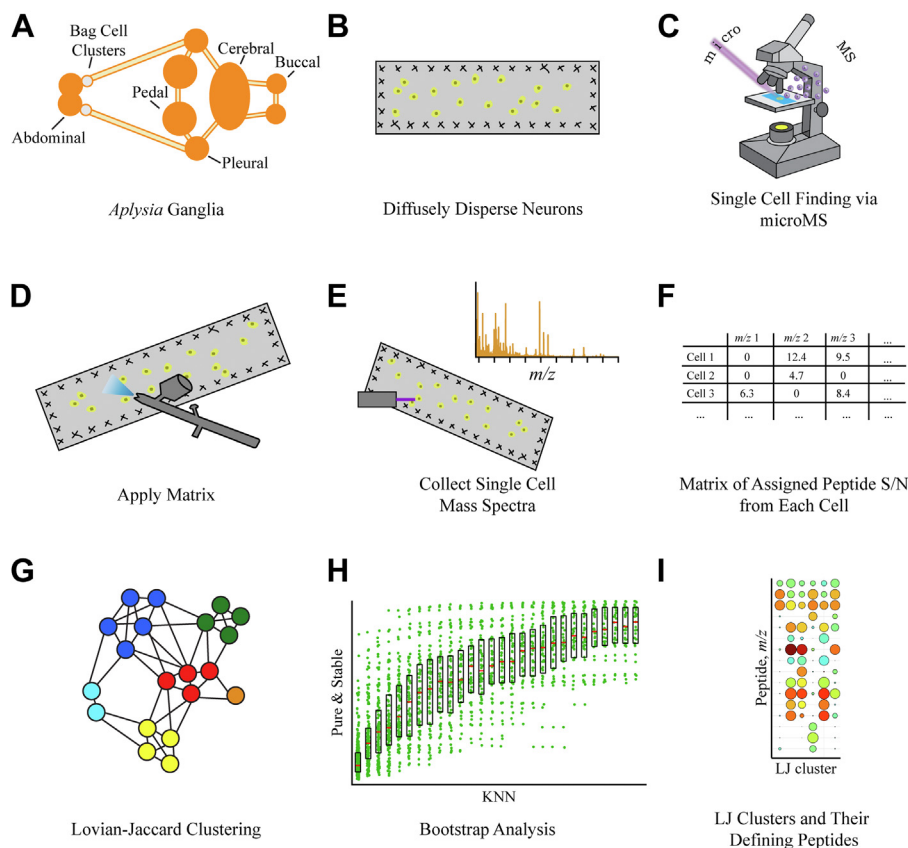 A
Bag Cell
Clusters
Cerebral
Buccal
Pedal
Abdominal
Pleural
Aplysia Ganglia
B
Diffusely Disperse Neurons
C
micro
MS
Single Cell Finding via
microMS
D
Apply Matrix
E
m/z
Collect Single Cell
Mass Spectra
F
m/z 1 m/z 2 m/z 3 ...
Cell 1 0 12.4 9.5 ...
Cell 2 0 4.7 0 ...
Cell 3 6.3 0 8.4 ...
... ... ... ... ...
Matrix of Assigned Peptide S/N
from Each Cell
G
Lovian-Jaccard Clustering
H
Pure & Stable
KNN
Bootstrap Analysis
I
Peptide, m/z
LJ cluster
LJ Clusters and Their
Defining Peptides